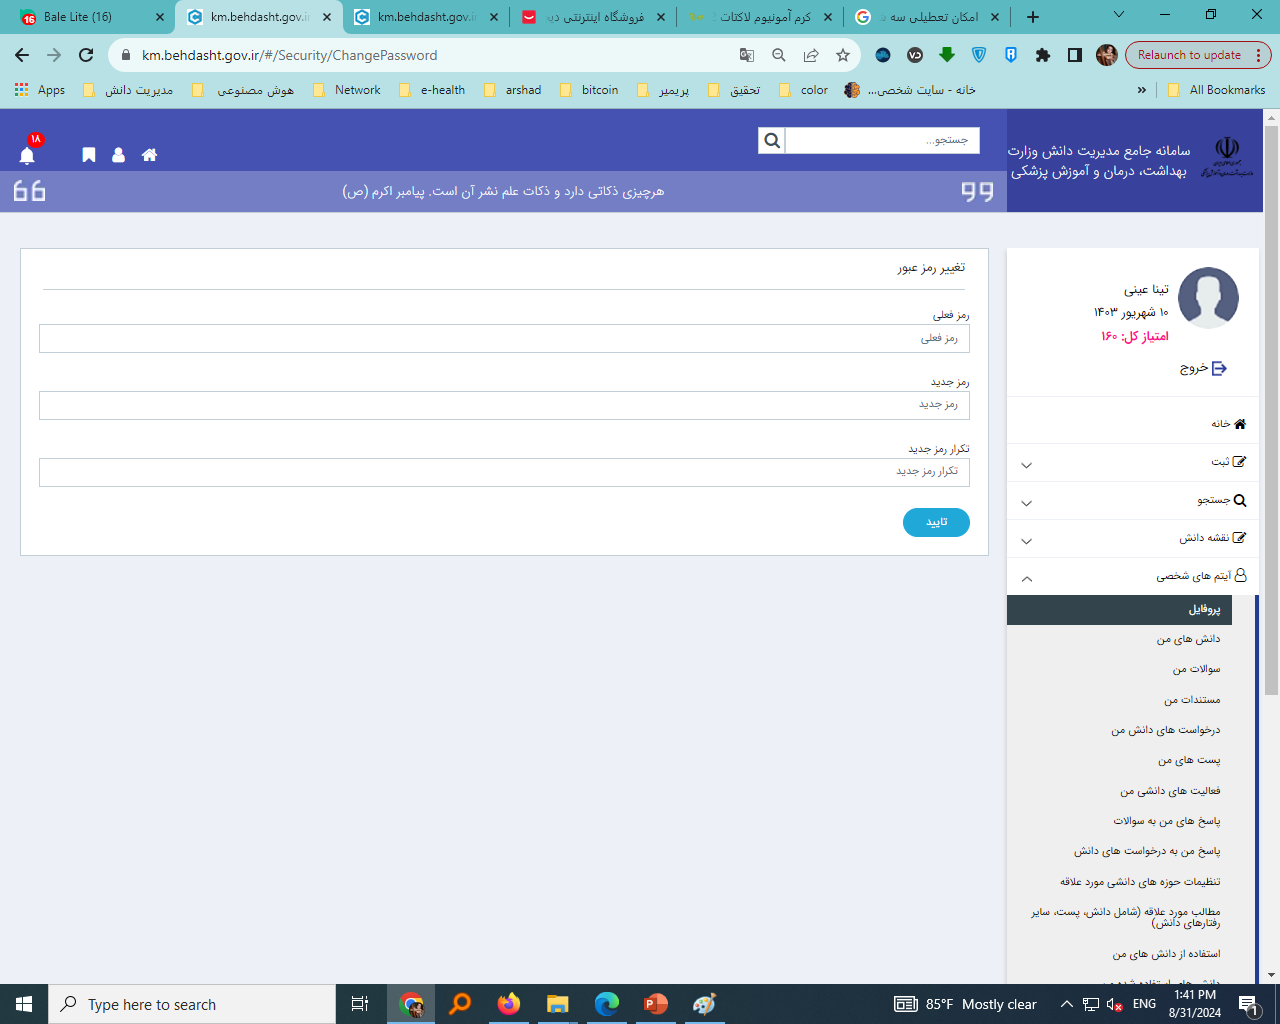 Bale Lite (16)
km.behdasht.gov.i
km.behdasht.gov.i
فروشگاه اینترنتی دی
کرم آمونیوم لاکتات
امکان تعطیلی سه
km.behdasht.gov.ir/#/Security/ChangePassword
Relaunch to update
Apps
مدیریت دانش
هوش مصنوعی
Network
e-health
arshad
bitcoin
پریمیر
تحقیق
color
خانه - سایت شخصی...
»
All Bookmarks
سامانه جامع مدیریت دانش وزارت
بهداشت، درمان و آموزش پزشکی
جستجو...
۱۸
هرچیزی ذکاتی دارد و ذکات علم نشر آن است. پیامبر اکرم (ص)
تینا عینی
۱۰ شهریور ۱۴۰۳
امتیاز کل: ۱۶۰
خروج
خانه
ثبت
جستجو
نقشه دانش
آیتم های شخصی
پروفایل
دانش های من
سوالات من
مستندات من
درخواست های دانش من
پست های من
فعالیت های دانشی من
پاسخ های من به سوالات
پاسخ من به درخواست های دانش
تنظیمات حوزه های دانشی مورد علاقه
مطالب مورد علاقه (شامل دانش، پست، سایر
رفتارهای دانش)
استفاده از دانش های من
تغییر رمز عبور
رمز فعلی
رمز فعلی
رمز جدید
رمز جدید
تکرار رمز جدید
تکرار رمز جدید
تایید
Type here to search
85°F Mostly clear
ENG
1:41 PM
8/31/2024
1